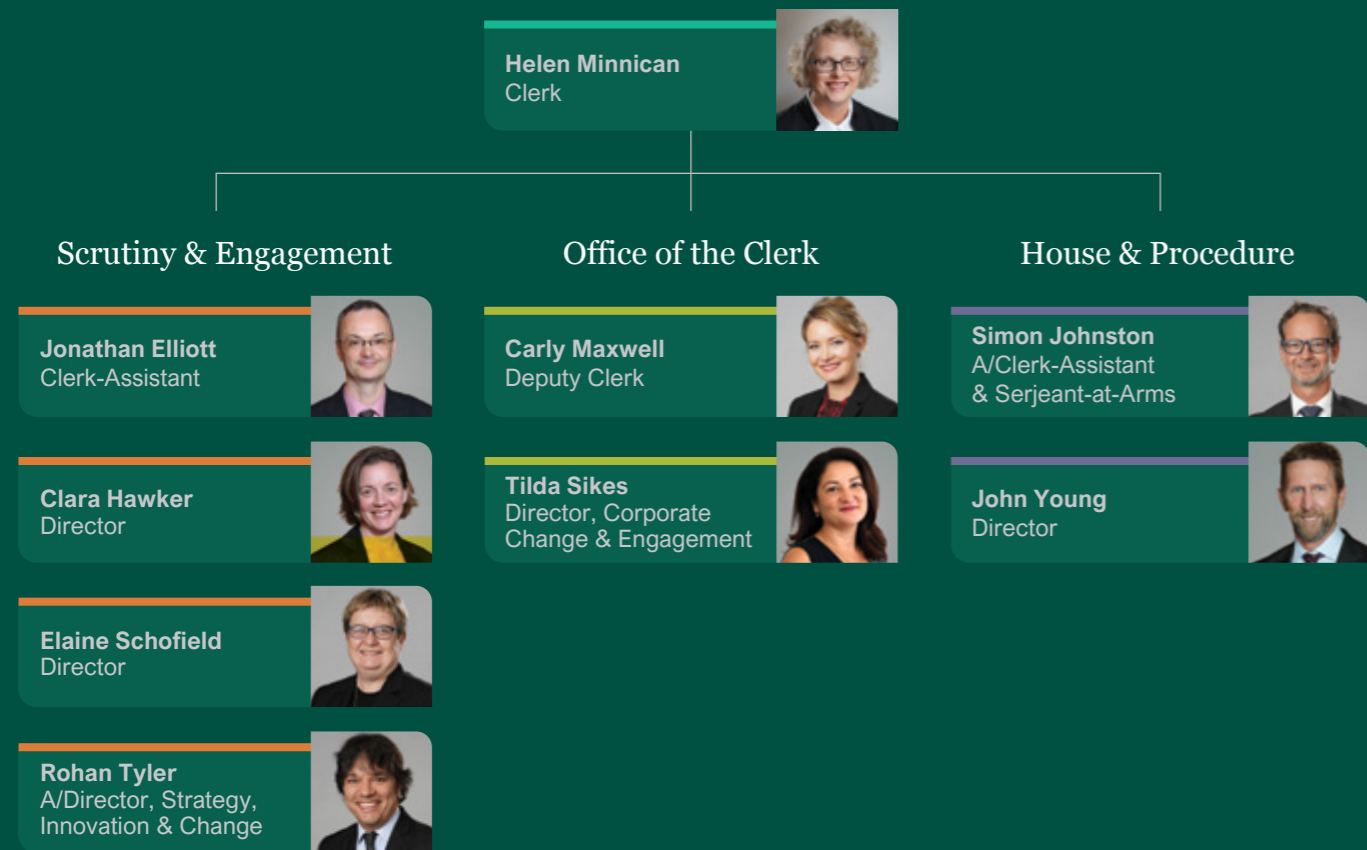 Helen Minnican
Clerk
Scrutiny & Engagement
Jonathan Elliott
Clerk-Assistant
Clara Hawker
Director
Elaine Schofield
Director
Rohan Tyler
A/Director, Strategy,
Innovation & Change
Office of the Clerk
Carly Maxwell
Deputy Clerk
Tilda Sikes
Director, Corporate
Change & Engagement
House & Procedure
Simon Johnston
A/Clerk-Assistant
& Serjeant-at-Arms
John Young
Director